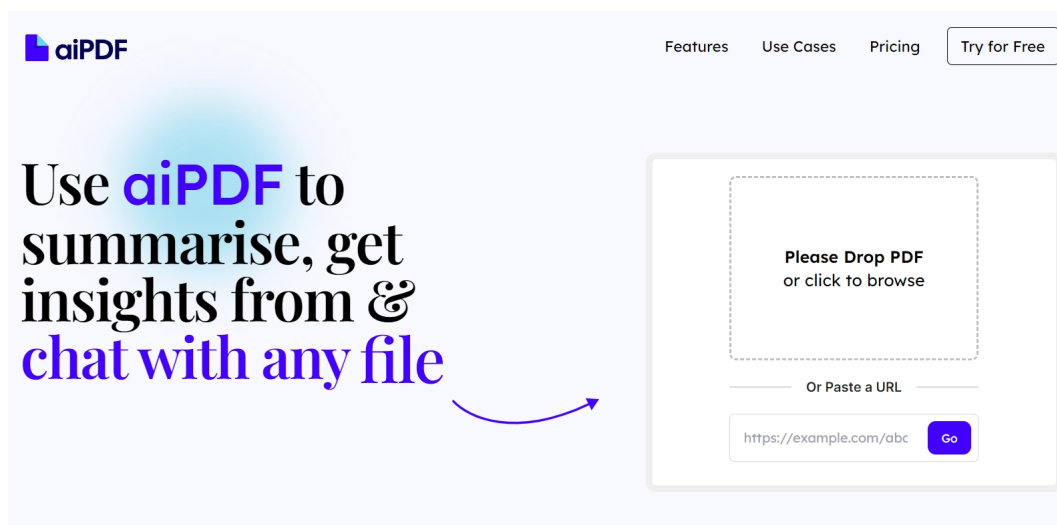 aiPDF
Features Use Cases Pricing Try for Free
Use aiPDF to
summarise, get
insights from &
chat with any file
Please Drop PDF
or click to browse
Or Paste a URL
https://example.com/abc Go